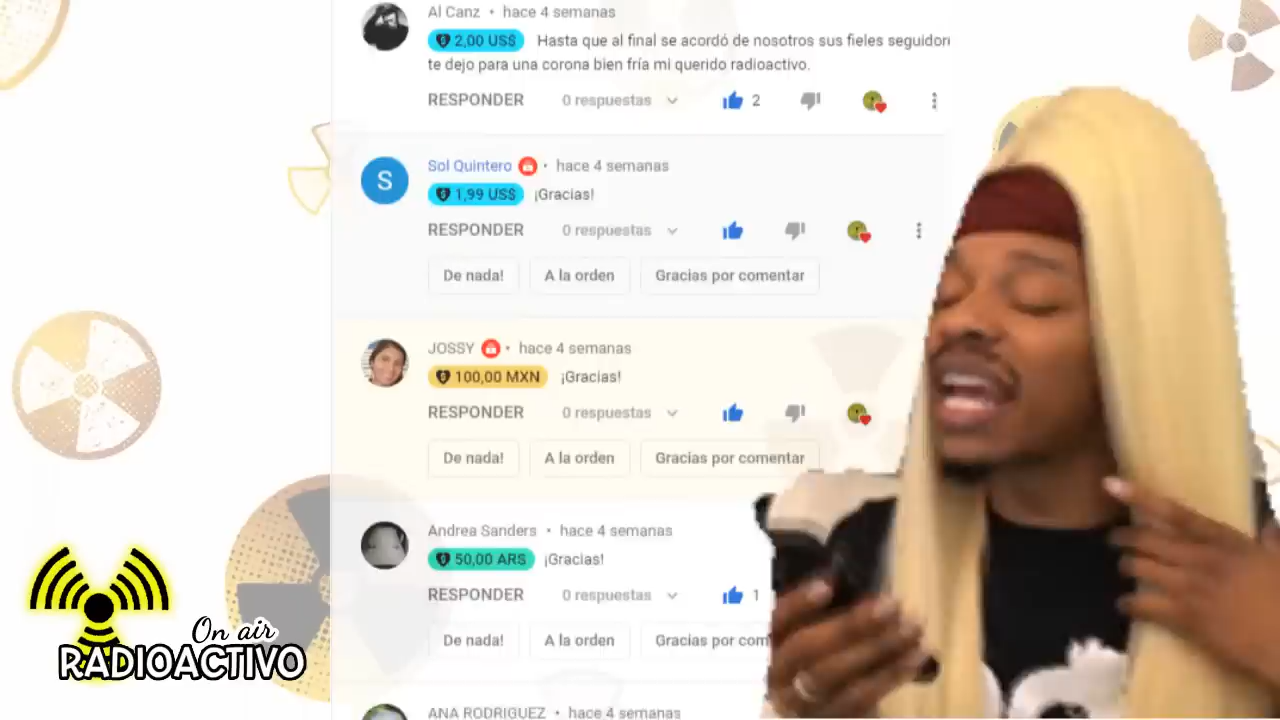 Al Canz • hace 4 semanas
2,00 US$ Hasta que al final se acordó de nosotros sus fieles
te dejo para una corona bien fría mi querido radioactivo.
RESPONDER 0 respuestas 2
Sol Quintero • hace 4 semanas
S
1,99 US$ ¡Gracias!
RESPONDER 0 respuestas
De nada! A la orden Gracias por comentar
JOSSY • hace 4 semanas
100,00 MXN ¡Gracias!
RESPONDER 0 respuestas
De nada! A la orden Gracias por comentar
Andrea Sanders • hace 4 semanas
50,00 ARS ¡Gracias!
RESPONDER 0 respuestas 1
De nada! A la orden Gracias por com
ANA RODRIGUEZ • hace 4 semanas
On air
RADIOACTIVO